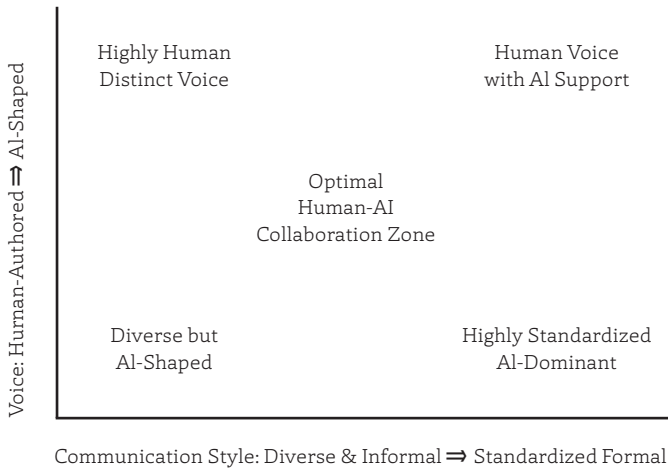 Highly Human
Distinct Voice
Human Voice
with Al Support
Optimal
Human-AI
Collaboration Zone
Diverse but
Al-Shaped
Highly Standardized
Al-Dominant
Voice: Hurnan-Authored ⇒ Al-Shaped
Communication Style: Diverse & Informal ⇒ Standardized Formal